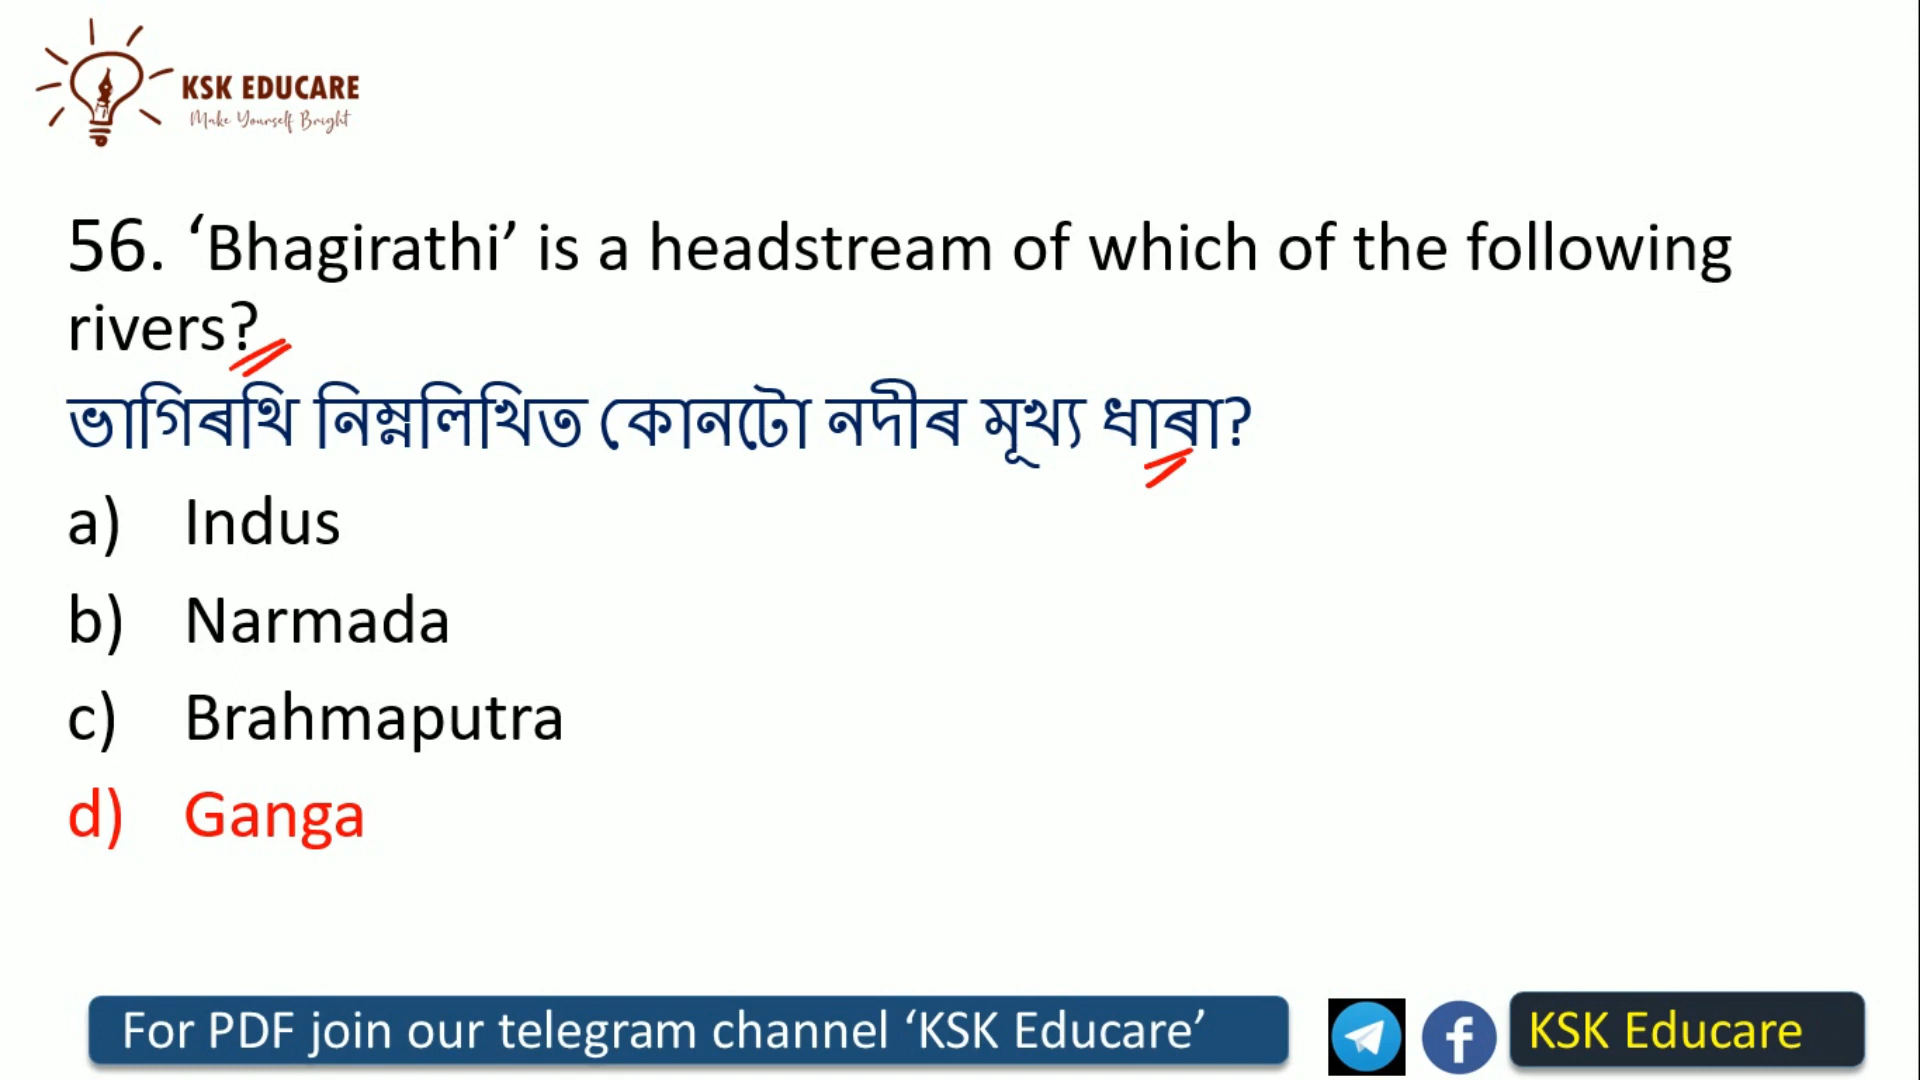 KSK EDUCARE
Make Yourself Bright
56. ‘Bhagirathi’ is a headstream of which of the following
rivers?
ভাগিৰথি নিম্নলিখিত কোনটো নদীৰ মূখ্য ধাৰা?
a) Indus
b) Narmada
c) Brahmaputra
d) Ganga
For PDF join our telegram channel ‘KSK Educare’
KSK Educare